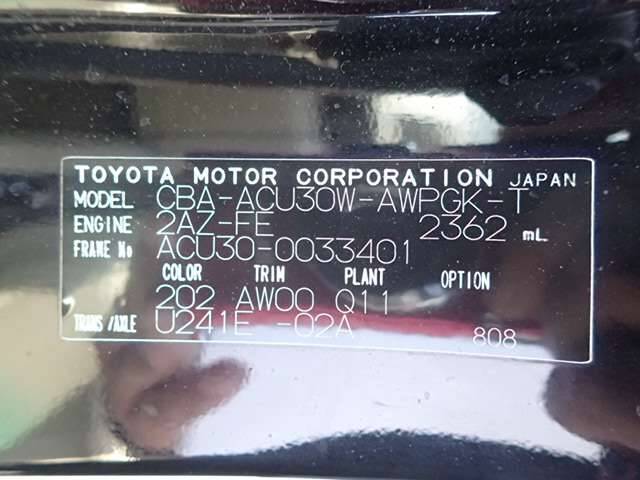 TOYOTA MOTOR CORPORATION JAPAN
MODEL CBA-ACU30W-AWPGK-T
ENGINE 2AZ-FE 2362 mL
FRAME No ACU30-0033401
COLOR TRIM PLANT OPTION
202 AW00 Q11
TRANS/AXLE U241E -02A 808